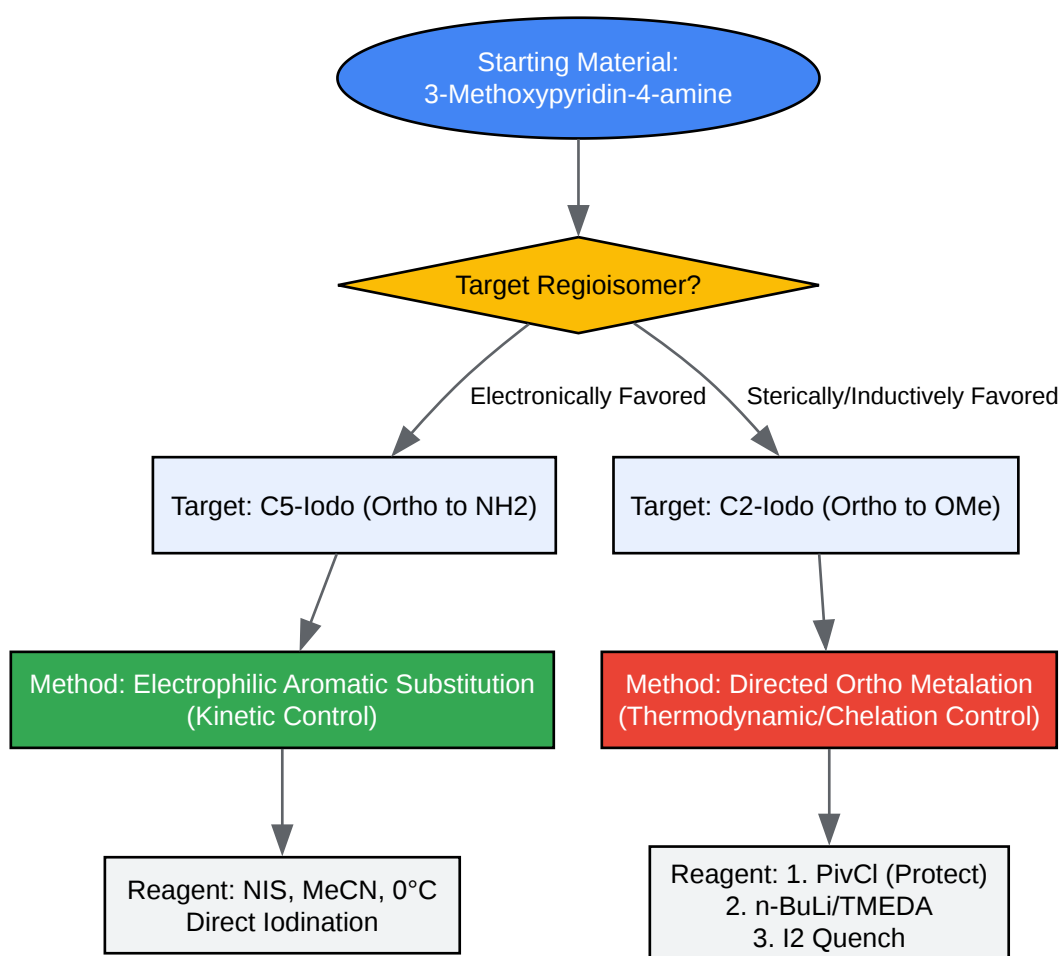 Starting Material:
3-Methoxypyridin-4-amine
Target Regioisomer?
Electronically Favored
Sterically/Inductively Favored
Target: C5-Iodo (Ortho to NH2)
Target: C2-Iodo (Ortho to OMe)
Method: Electrophilic Aromatic Substitution
(Kinetic Control)
Method: Directed Ortho Metalation
(Thermodynamic/Chelation Control)
Reagent: NIS, MeCN, 0°C
Direct Iodination
Reagent: 1. PivCl (Protect)
2. n-BuLi/TMEDA
3. I2 Quench